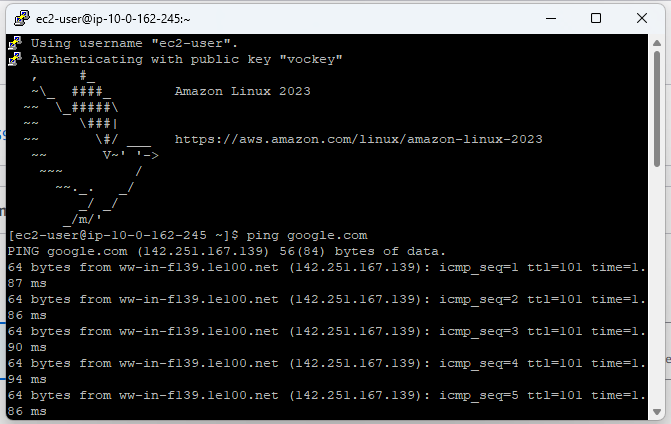 ec2-user@ip-10-0-162-245:~
Using username "ec2-user".
Authenticating with public key "vockey"
   ,     #_
   ~\_  ####_        Amazon Linux 2023
  ~~  \_#####\
  ~~     \###|
  ~~       \#/ ___   https://aws.amazon.com/linux/amazon-linux-2023
   ~~       V~' '->
    ~~~         /
      ~~._.   _/
         _/ _/
       _/m/'
[ec2-user@ip-10-0-162-245 ~]$ ping google.com
PING google.com (142.251.167.139) 56(84) bytes of data.
64 bytes from ww-in-f139.1e100.net (142.251.167.139): icmp_seq=1 ttl=101 time=1.
87 ms
64 bytes from ww-in-f139.1e100.net (142.251.167.139): icmp_seq=2 ttl=101 time=1.
86 ms
64 bytes from ww-in-f139.1e100.net (142.251.167.139): icmp_seq=3 ttl=101 time=1.
90 ms
64 bytes from ww-in-f139.1e100.net (142.251.167.139): icmp_seq=4 ttl=101 time=1.
94 ms
64 bytes from ww-in-f139.1e100.net (142.251.167.139): icmp_seq=5 ttl=101 time=1.
86 ms